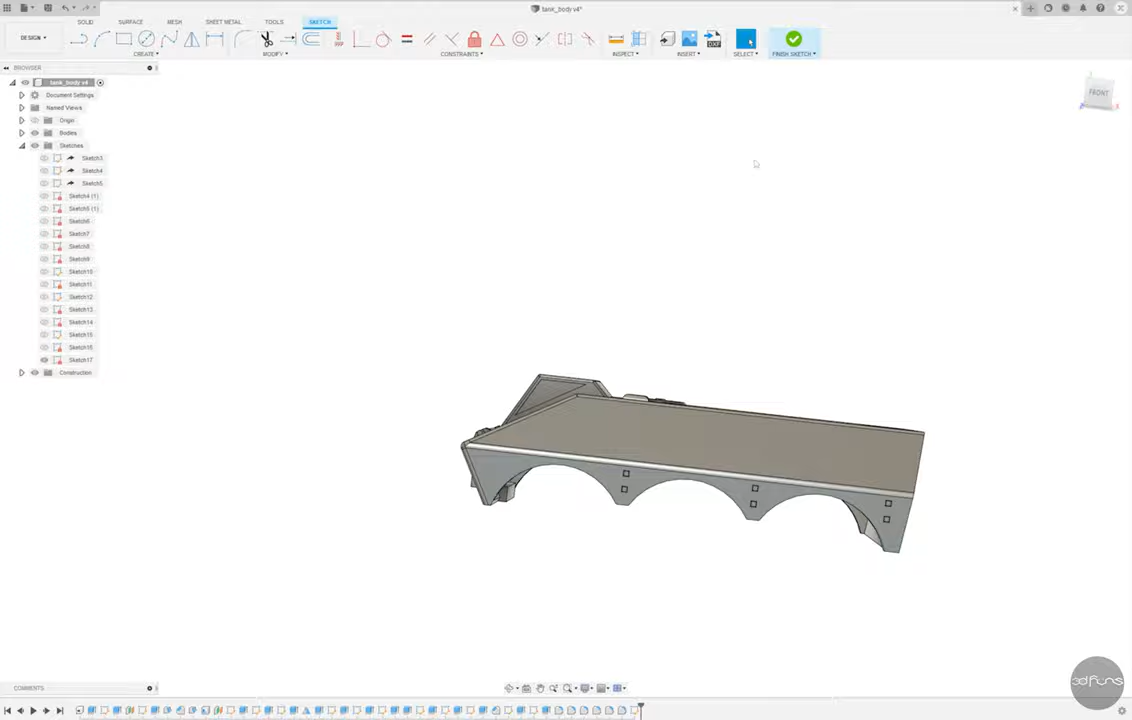 tank_body v4*
DESIGN
SOLID SURFACE MESH SHEET METAL TOOLS SKETCH
CREATE MODIFY CONSTRAINTS INSPECT INSERT SELECT FINISH SKETCH
BROWSER
tank_body v4
Document Settings
Named Views
Origin
Bodies
Sketches
Sketch3
Sketch4
Sketch5
Sketch4 (1)
Sketch5 (1)
Sketch6
Sketch7
Sketch8
Sketch9
Sketch10
Sketch11
Sketch12
Sketch13
Sketch14
Sketch15
Sketch16
Sketch17
Construction
FRONT
COMMENTS
3dFuns